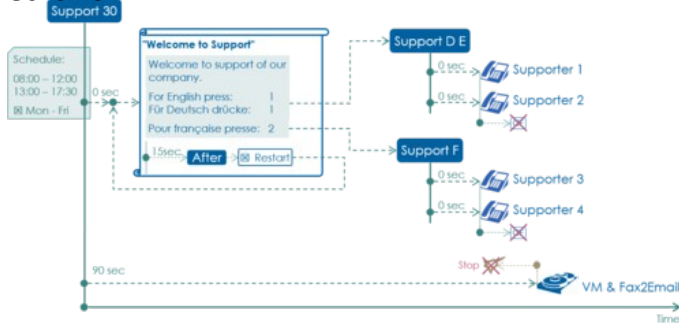 Support 30
Schedule:
08:00 – 12:00
13:00 – 17:30
Mon - Fri
0 sec
"Welcome to Support"
Welcome to support of our
company.
For English press: 1
Für Deutsch drücke: 1
Pour française presse: 2
15sec
After
Restart
Support D E
0 sec
Supporter 1
0 sec
Supporter 2
Support F
0 sec
Supporter 3
0 sec
Supporter 4
90 sec
Stop
VM & Fax2Email
Time